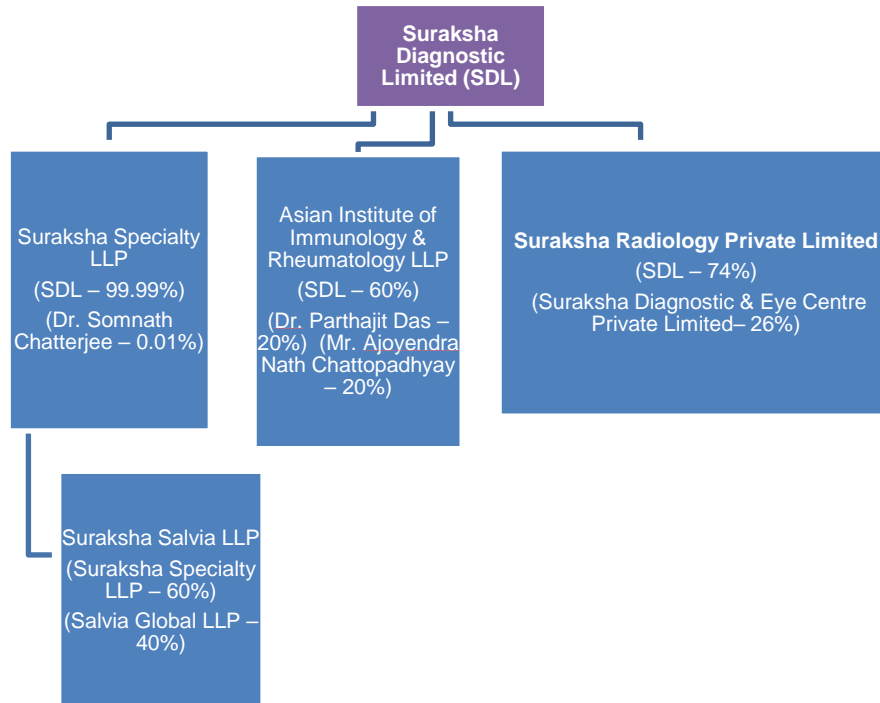 Suraksha
Diagnostic
Limited (SDL)
Suraksha Specialty
LLP
(SDL – 99.99%)
(Dr. Somnath
Chatterjee – 0.01%)
Asian Institute of
Immunology &
Rheumatology LLP
(SDL – 60%)
(Dr. Parthajit Das –
20%)  (Mr. Ajoyendra
Nath Chattopadhyay
– 20%)
Suraksha Radiology Private Limited
(SDL – 74%)
(Suraksha Diagnostic & Eye Centre
Private Limited– 26%)
Suraksha Salvia LLP
(Suraksha Specialty
LLP – 60%)
(Salvia Global LLP –
40%)